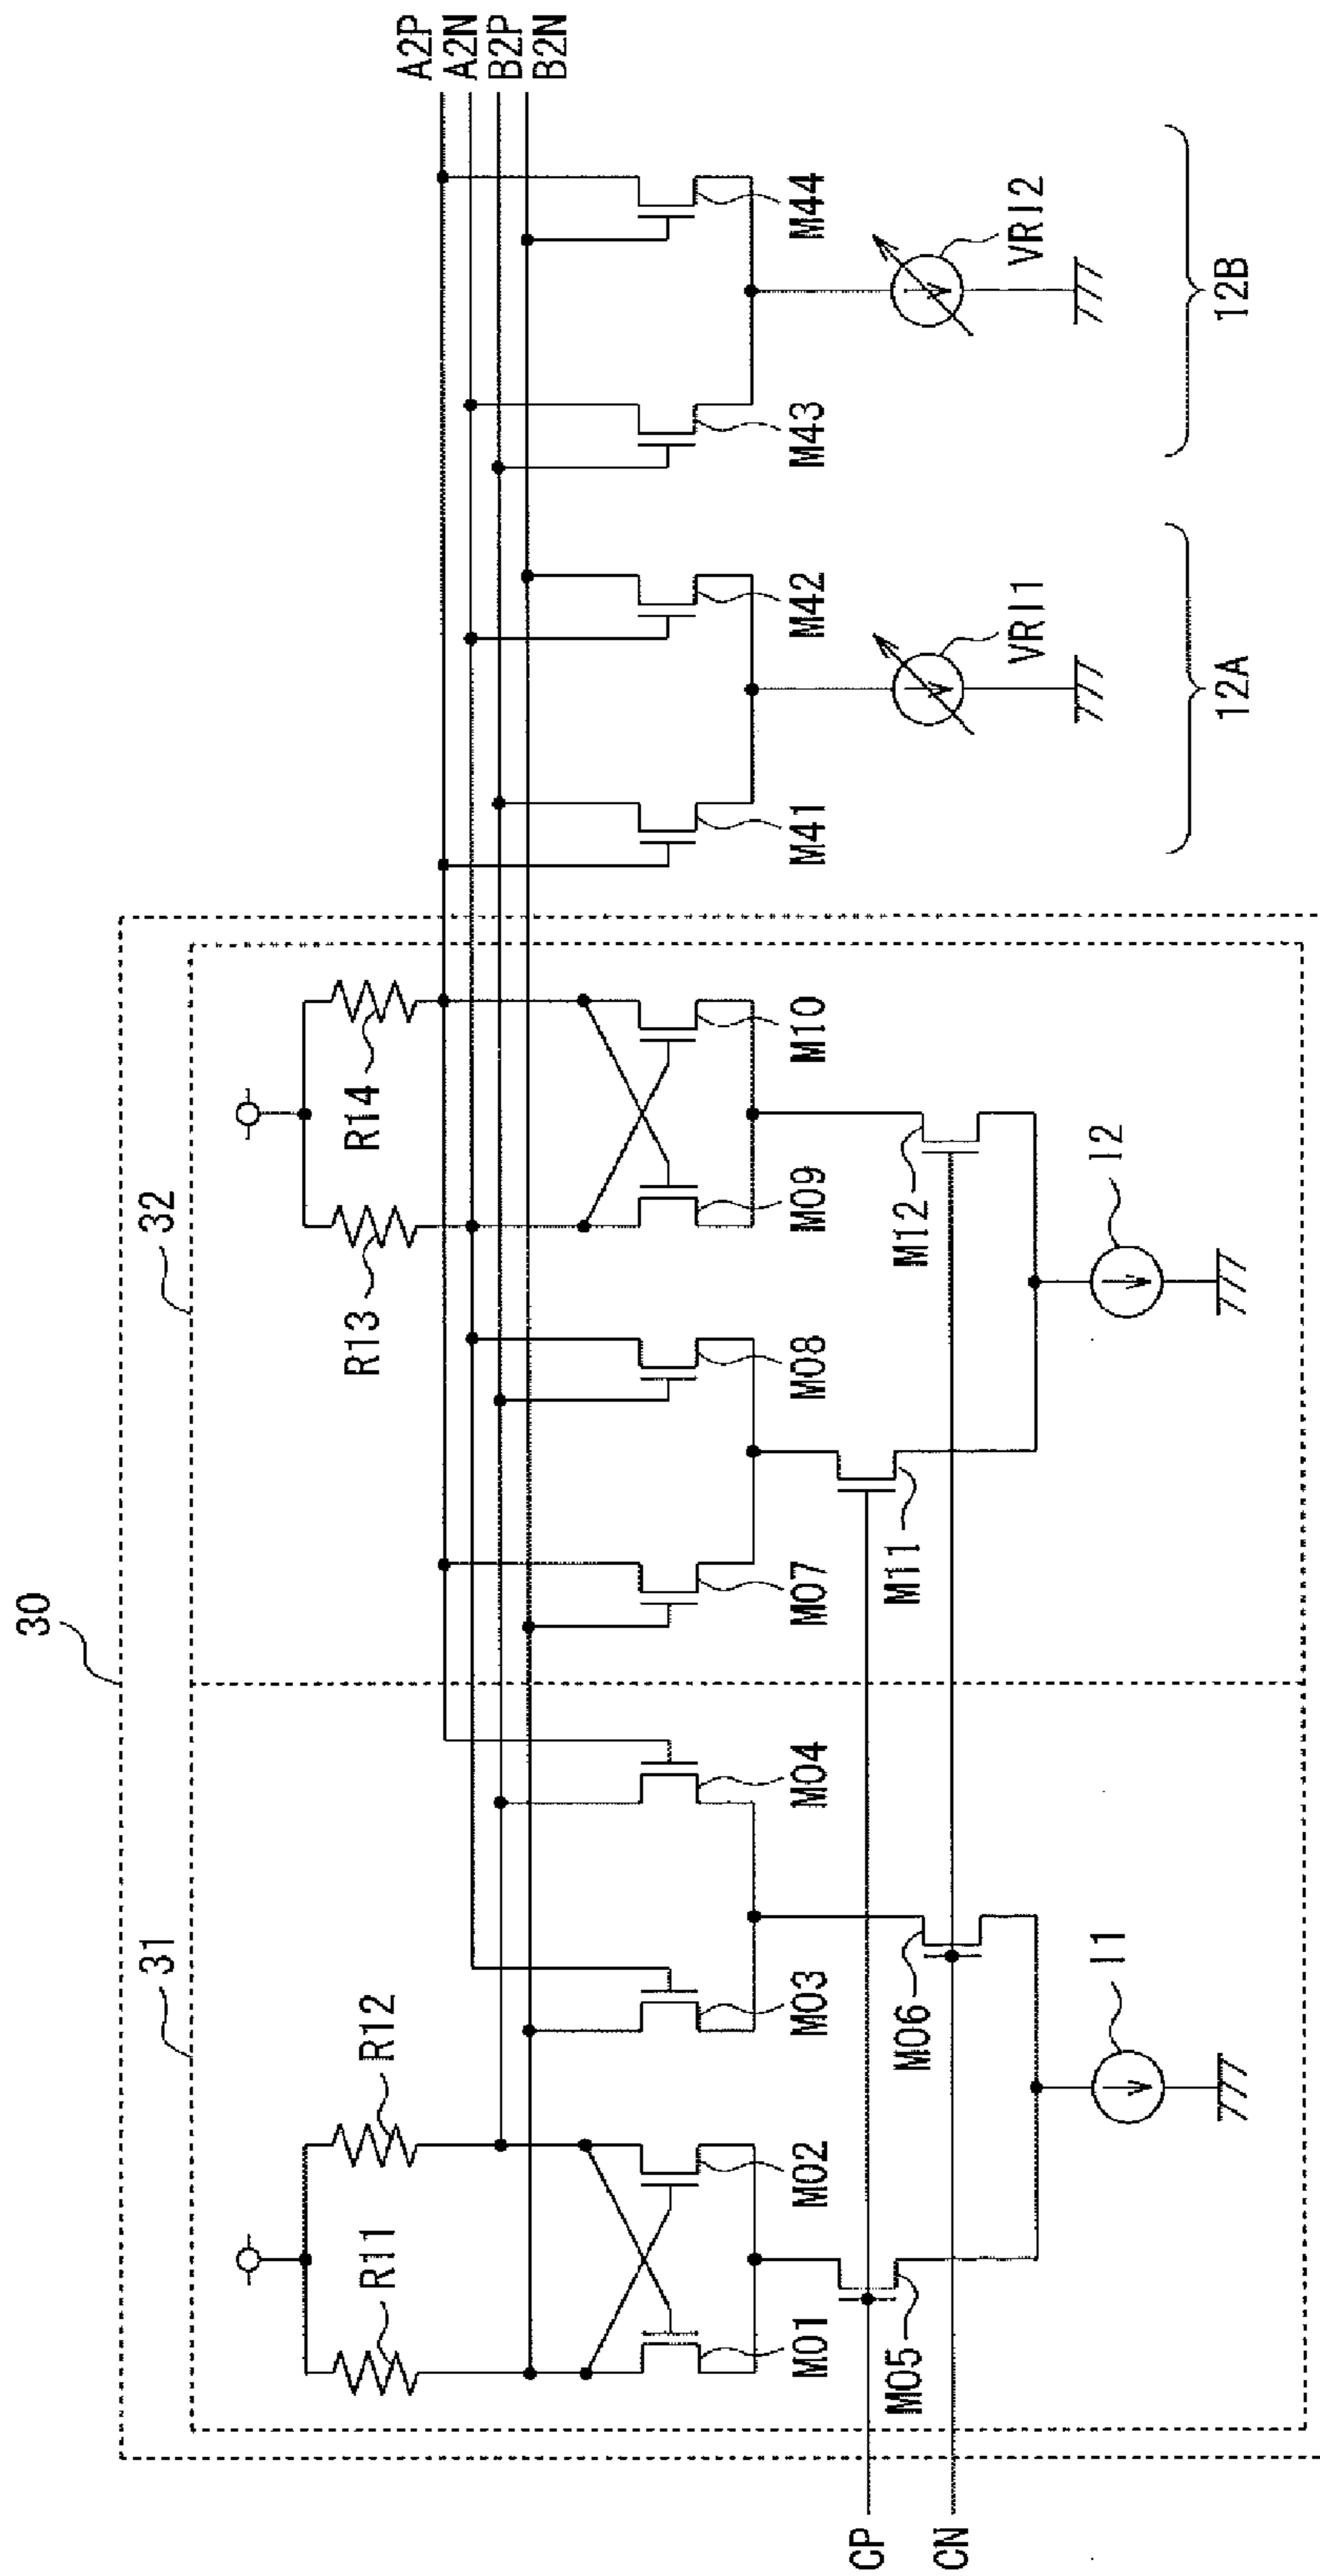 30
31
32
R11
R12
R13
R14
A2P
A2N
B2P
B2N
M01
M02
M03
M04
M07
M08
M09
M10
M41
M42
M43
M44
M05
M06
M11
M12
VRI1
VRI2
CP
CN
I1
I2
12A
12B